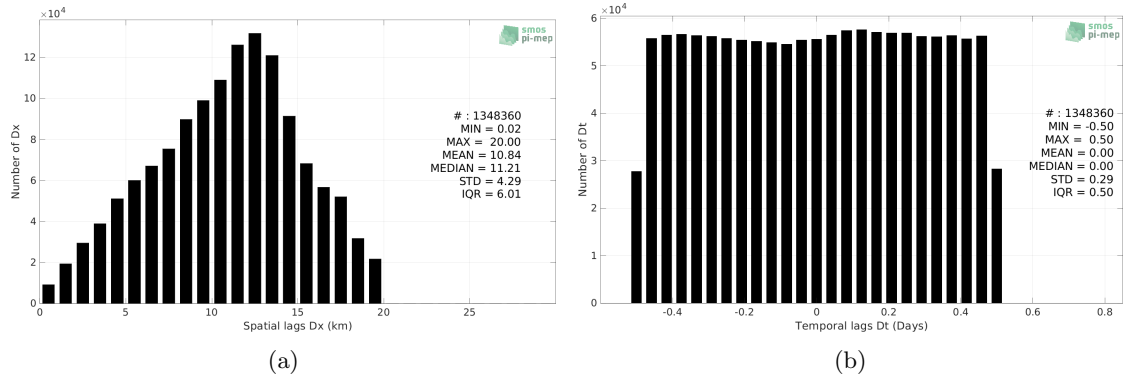 ×10⁴
12
10
8
6
4
2
0
Number of Dx
0 5 10 15 20 25
Spatial lags Dx (km)
smos
pi-mep
# : 1348360
MIN = 0.02
MAX = 20.00
MEAN = 10.84
MEDIAN = 11.21
STD = 4.29
IQR = 6.01
(a)
×10⁴
6
5
4
3
2
1
0
Number of Dt
-0.4 -0.2 0 0.2 0.4 0.6 0.8
Temporal lags Dt (Days)
smos
pi-mep
# : 1348360
MIN = -0.50
MAX = 0.50
MEAN = 0.00
MEDIAN = 0.00
STD = 0.29
IQR = 0.50
(b)